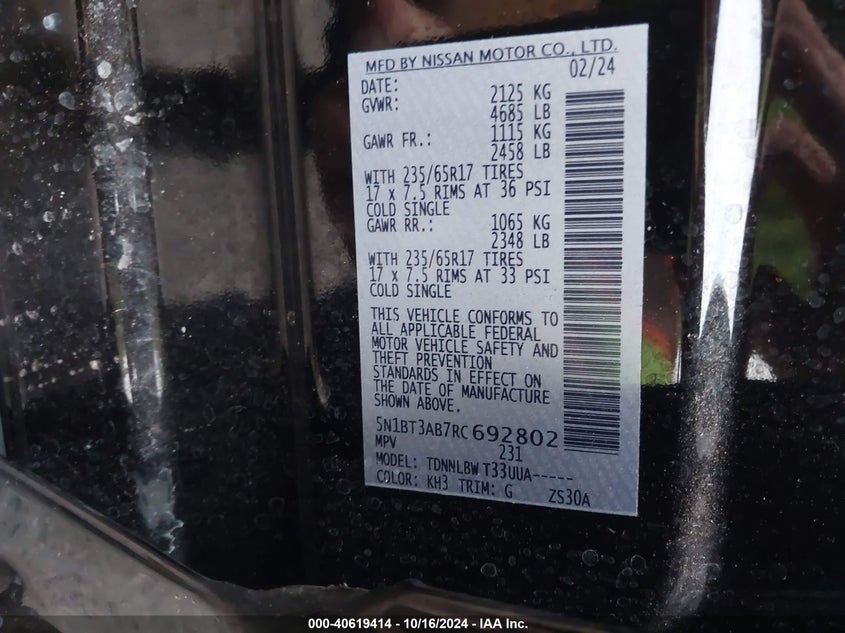 MFD BY NISSAN MOTOR CO., LTD.
DATE: 02/24
GVWR: 2125 KG
4685 LB
GAWR FR.: 1115 KG
2458 LB
WITH 235/65R17 TIRES
17 x 7.5 RIMS AT 36 PSI
COLD SINGLE
GAWR RR.: 1065 KG
2348 LB
WITH 235/65R17 TIRES
17 x 7.5 RIMS AT 33 PSI
COLD SINGLE
THIS VEHICLE CONFORMS TO
ALL APPLICABLE FEDERAL
MOTOR VEHICLE SAFETY AND
THEFT PREVENTION
STANDARDS IN EFFECT ON
THE DATE OF MANUFACTURE
SHOWN ABOVE.
5N1BT3AB7RC692802
MPV 231
MODEL: TDNNLBW T33UUA-----
COLOR: KH3 TRIM: G ZS30A
000-40619414 - 10/16/2024 - IAA Inc.